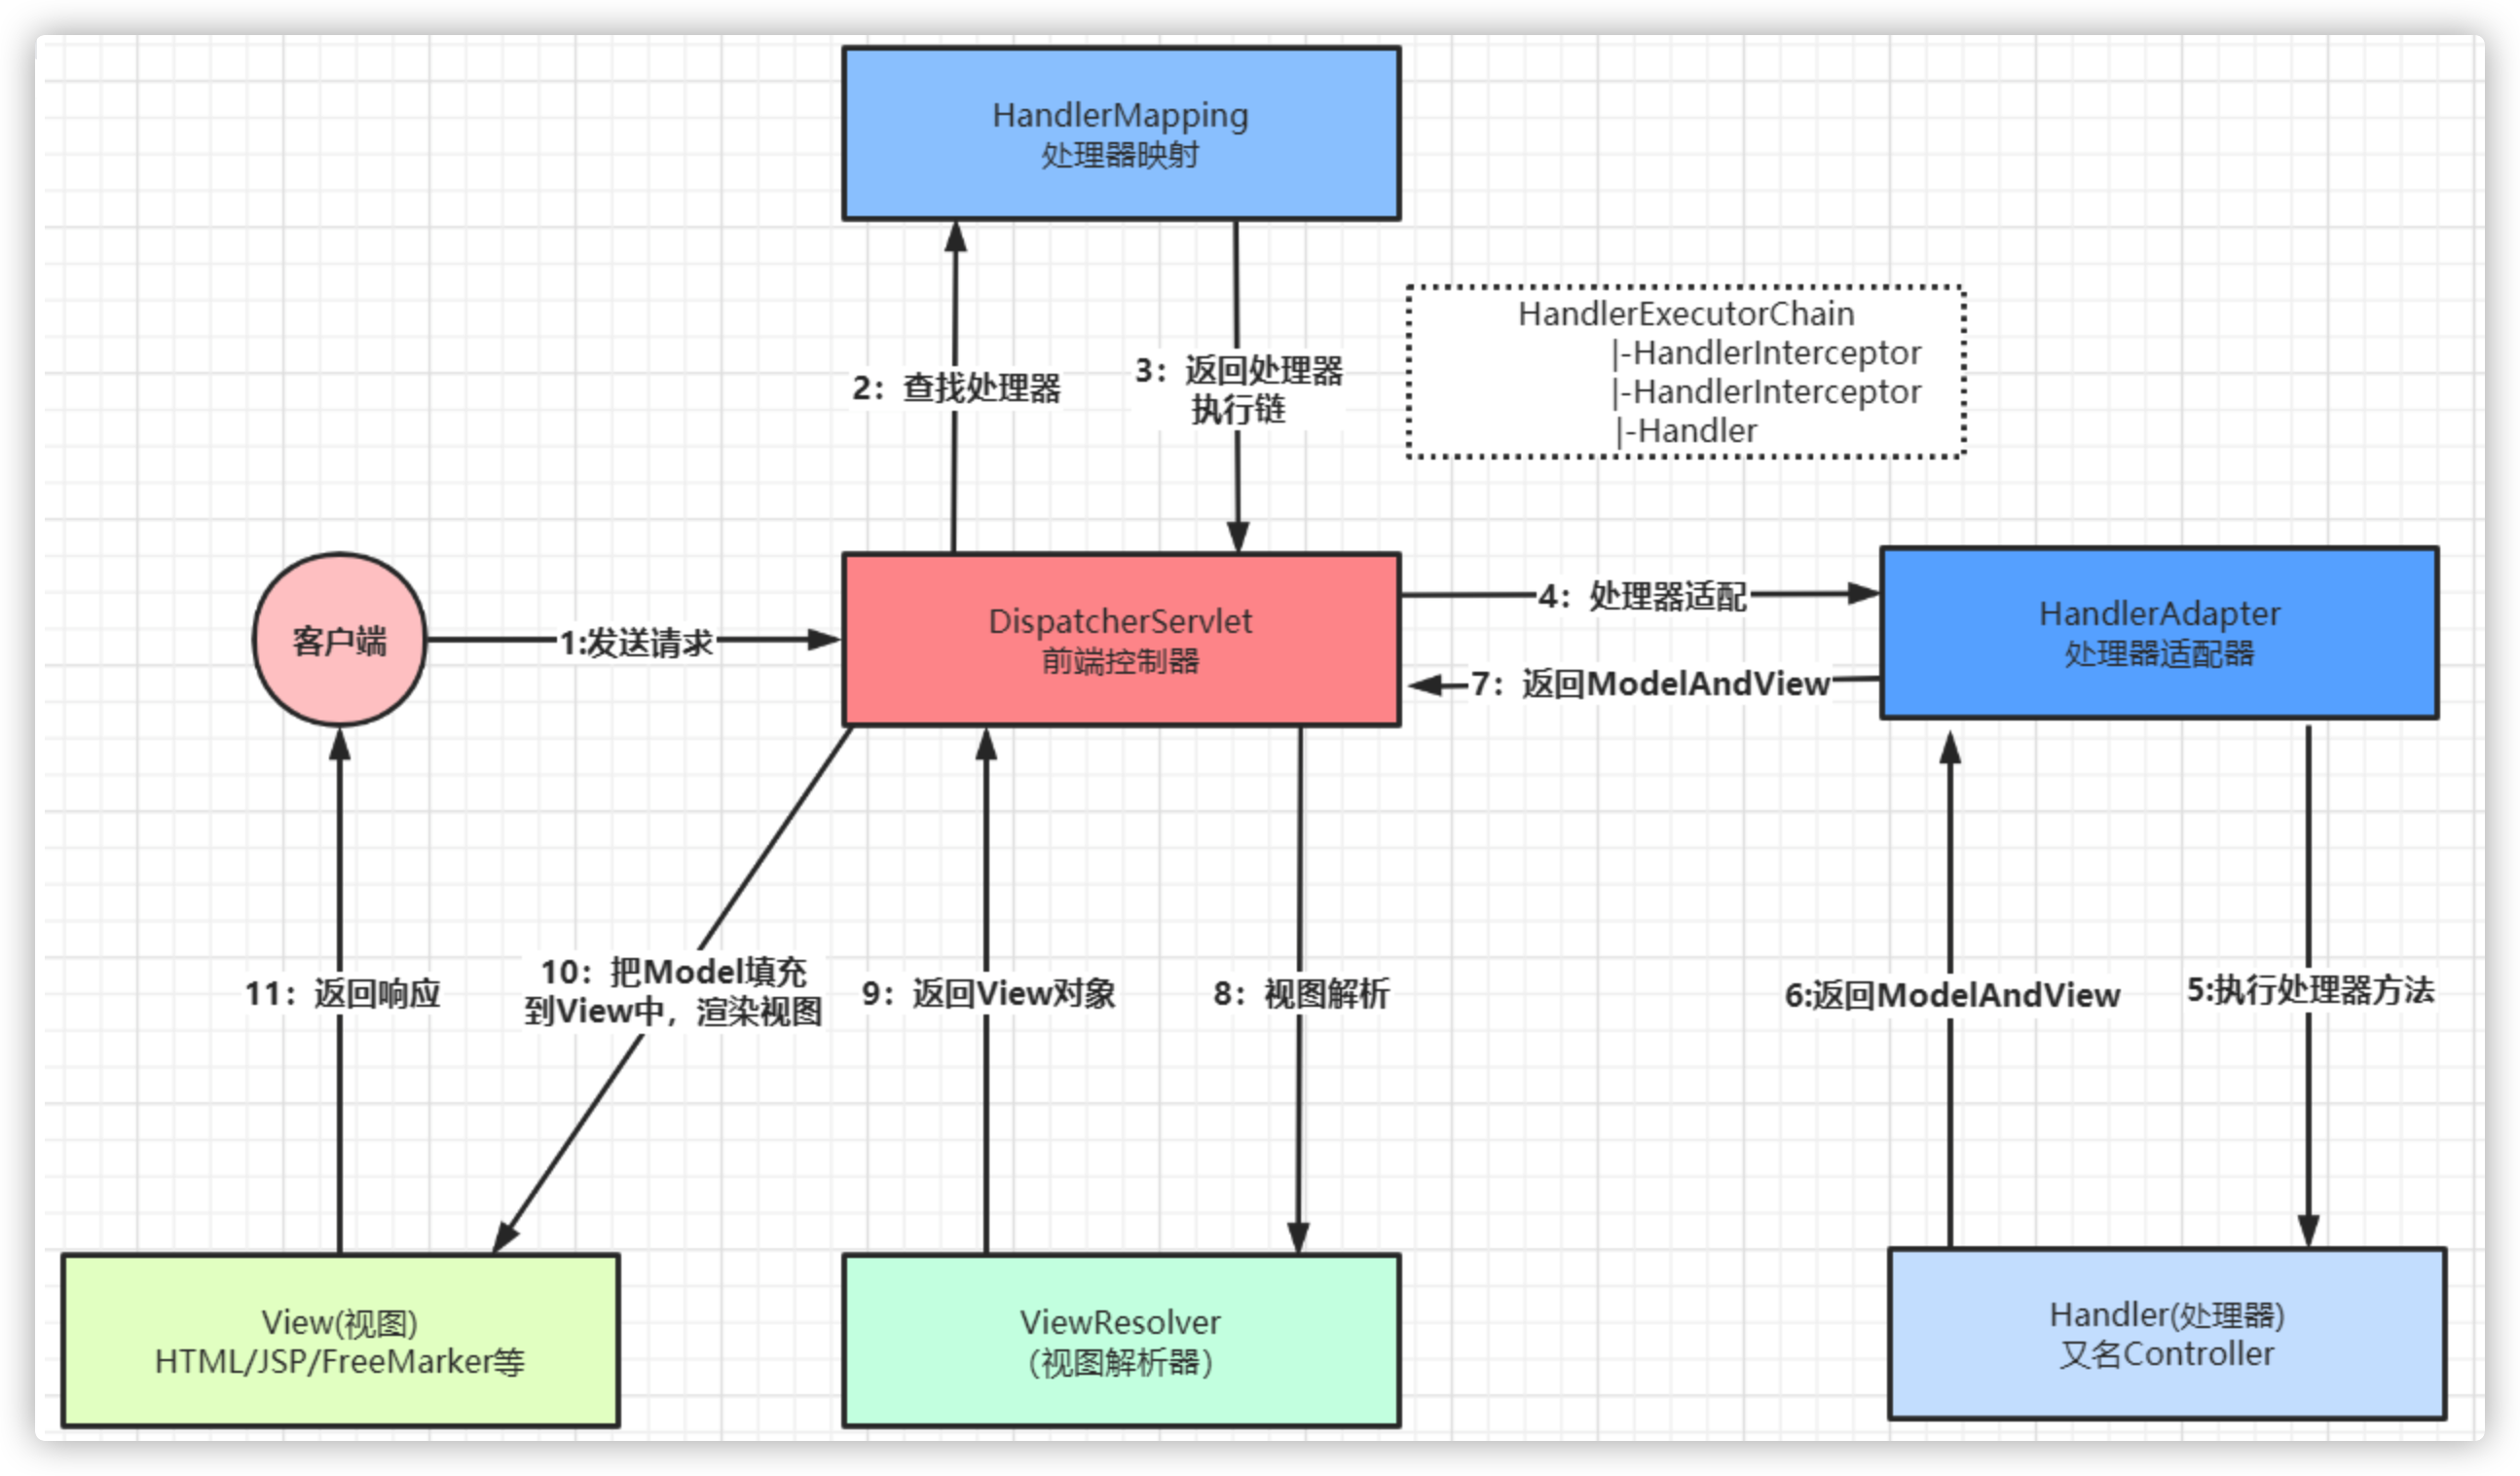 HandlerMapping
处理器映射
HandlerExecutorChain
|-HandlerInterceptor
|-HandlerInterceptor
|-Handler
2：查找处理器
3：返回处理器
执行链
客户端
1:发送请求
DispatcherServlet
前端控制器
4：处理器适配
7：返回ModelAndView
HandlerAdapter
处理器适配器
11：返回响应
10：把Model填充
到View中，渲染视图
9：返回View对象
8：视图解析
6:返回ModelAndView
5:执行处理器方法
View(视图)
HTML/JSP/FreeMarker等
ViewResolver
（视图解析器）
Handler(处理器)
又名Controller